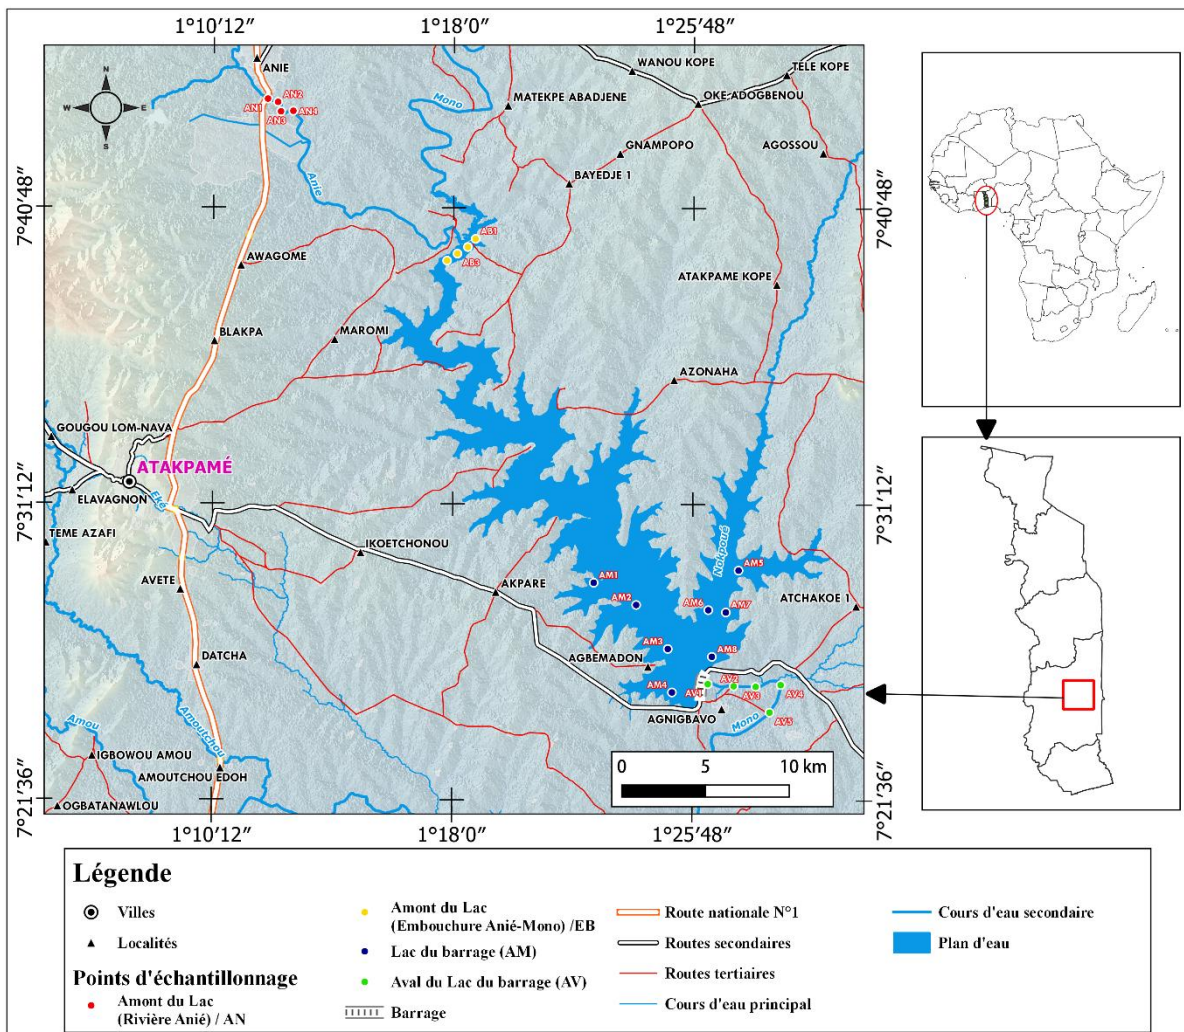 1°10'12"
1°18'0"
1°25'48"
ANIE
WANOU KOPE
TELE KOPE
N
W
E
S
AN1
AN2
AN3
AN4
Mono
MATEKPE ABADJENE
OKE ADOGBENOU
GNAMPOPO
AGOSSOU
Anie
BAYEDJE 1
7°40'48"
7°40'48"
AB1
AB3
AWAGOME
ATAKPAME KOPE
BLAKPA
MAROMI
AZONAHA
GOUGOU LOM-NAVA
ATAKPAMÉ
ELAVAGNON
Eké
7°31'12"
7°31'12"
TEME AZAFI
IKOETCHONOU
Nokpoué
AVETE
AKPARE
AM1
AM2
AM5
AM6
AM7
ATCHAKOE 1
DATCHA
AM3
AM8
AGBEMADON
AM4
AV1
AV2
AV3
AV4
AV5
AGNIGBAVO
Mono
Amou
Amoutchou
IGBOWOU AMOU
AMOUTCHOU EDOH
OGBATANAWLOU
0 5 10 km
7°21'36"
7°21'36"
1°10'12"
1°18'0"
1°25'48"
Légende
Villes
Localités
Points d'échantillonnage
Amont du Lac
(Rivière Anié) / AN
Amont du Lac
(Embouchure Anié-Mono) /EB
Lac du barrage (AM)
Aval du Lac du barrage (AV)
Barrage
Route nationale N°1
Routes secondaires
Routes tertiaires
Cours d'eau principal
Cours d'eau secondaire
Plan d'eau